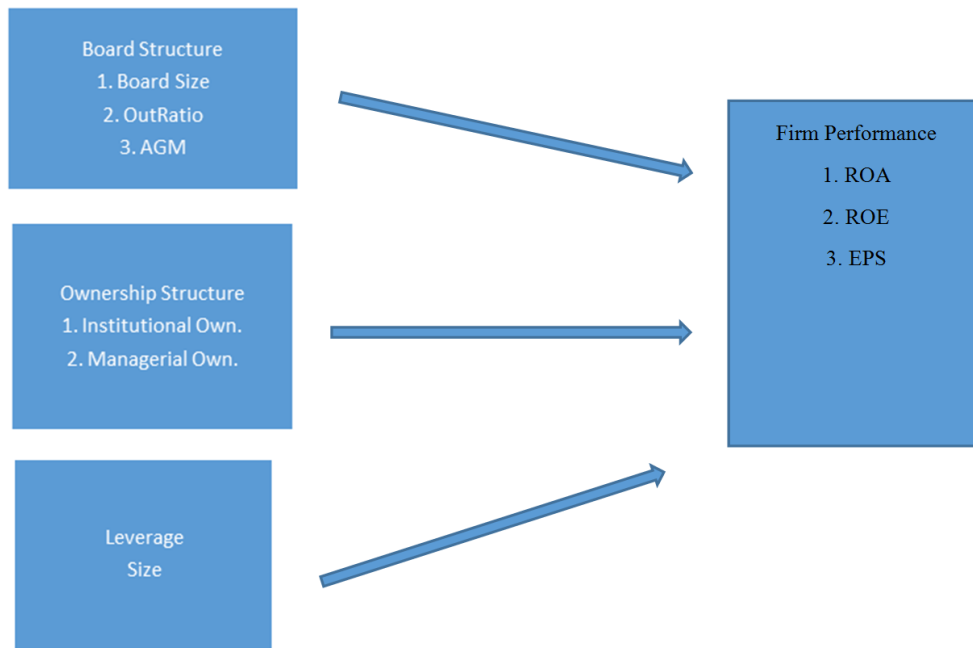 Board Structure
1. Board Size
2. OutRatio
3. AGM
Ownership Structure
1. Institutional Own.
2. Managerial Own.
Leverage
Size
Firm Performance
1. ROA
2. ROE
3. EPS